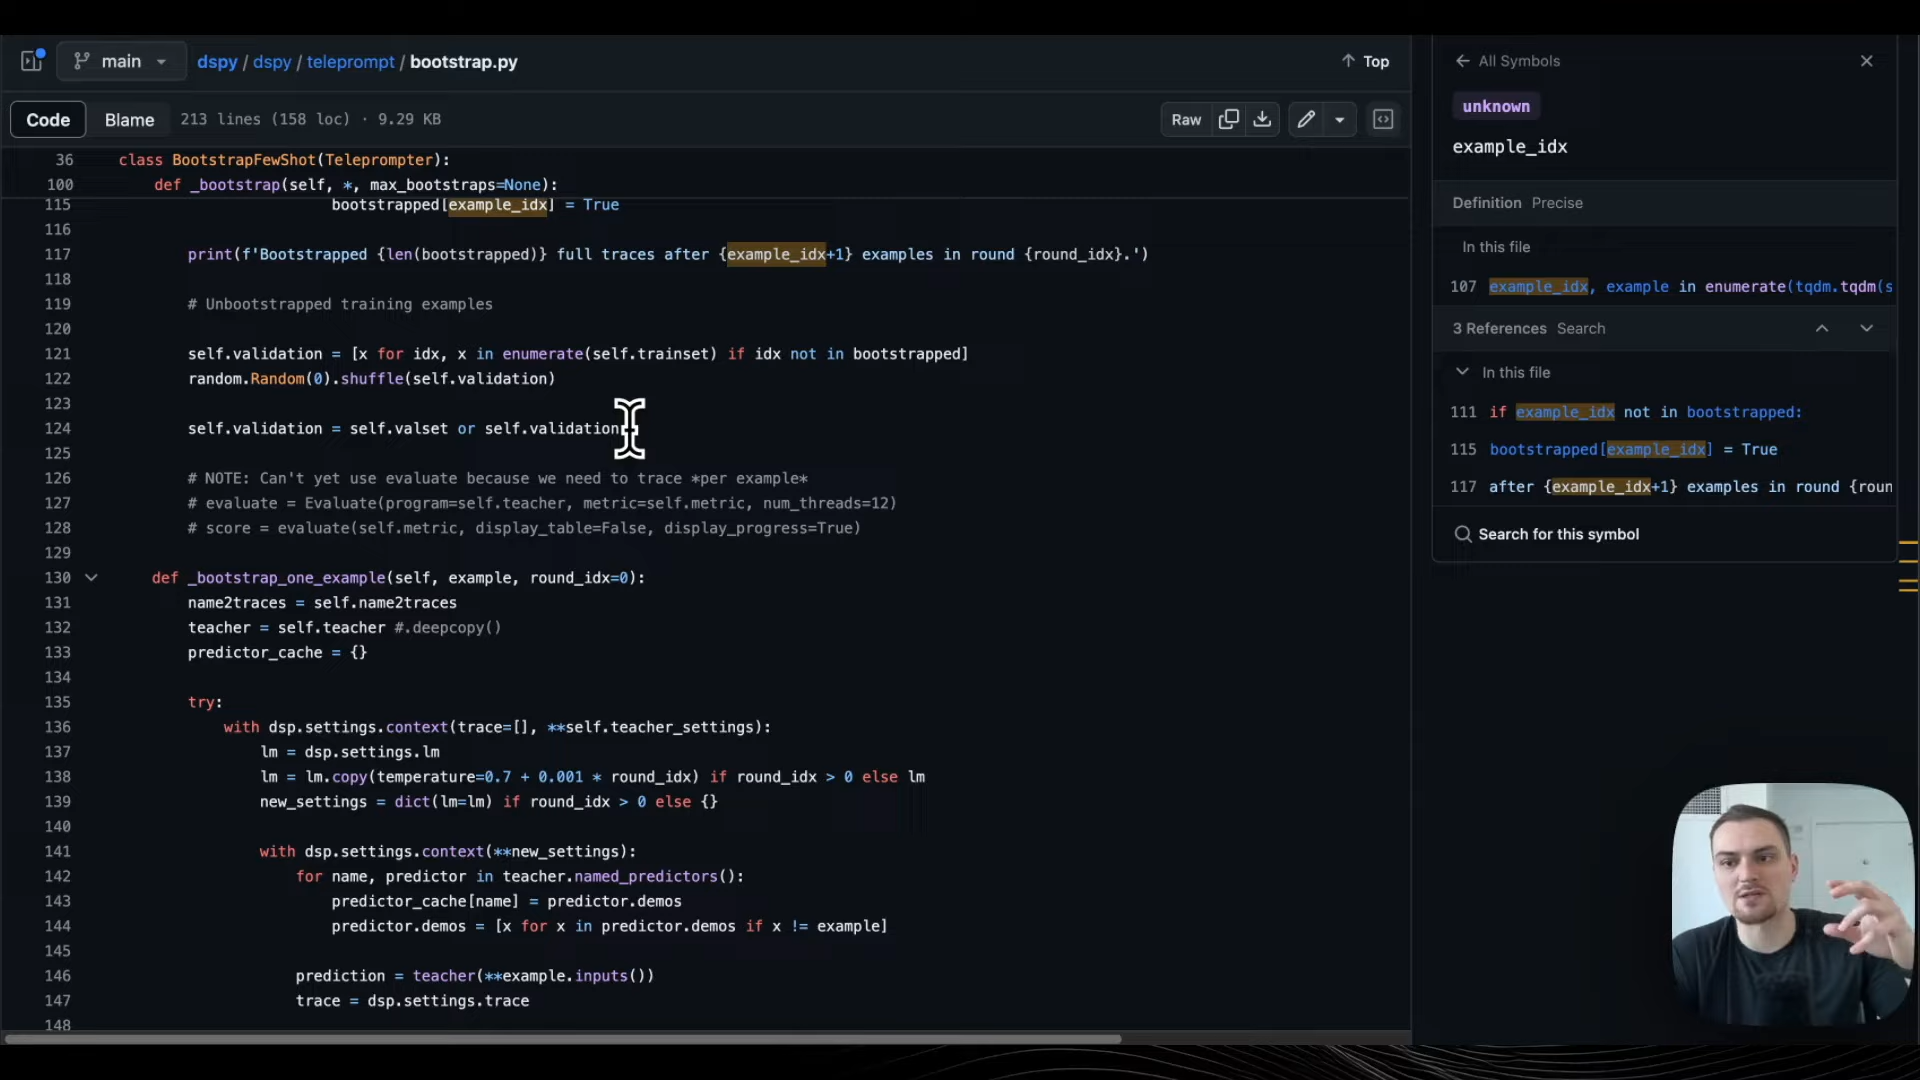 main
dspy / dspy / teleprompt / bootstrap.py
Top
Code Blame 213 lines (158 loc) · 9.29 KB
Raw
36 class BootstrapFewShot(Teleprompter):
100 def _bootstrap(self, *, max_bootstraps=None):
115 bootstrapped[example_idx] = True
116
117 print(f'Bootstrapped {len(bootstrapped)} full traces after {example_idx+1} examples in round {round_idx}.')
118
119 # Unbootstrapped training examples
120
121 self.validation = [x for idx, x in enumerate(self.trainset) if idx not in bootstrapped]
122 random.Random(0).shuffle(self.validation)
123
124 self.validation = self.valset or self.validation
125
126 # NOTE: Can't yet use evaluate because we need to trace *per example*
127 # evaluate = Evaluate(program=self.teacher, metric=self.metric, num_threads=12)
128 # score = evaluate(self.metric, display_table=False, display_progress=True)
129
130 def _bootstrap_one_example(self, example, round_idx=0):
131 name2traces = self.name2traces
132 teacher = self.teacher #.deepcopy()
133 predictor_cache = {}
134
135 try:
136 with dsp.settings.context(trace=[], **self.teacher_settings):
137 lm = dsp.settings.lm
138 lm = lm.copy(temperature=0.7 + 0.001 * round_idx) if round_idx > 0 else lm
139 new_settings = dict(lm=lm) if round_idx > 0 else {}
140
141 with dsp.settings.context(**new_settings):
142 for name, predictor in teacher.named_predictors():
143 predictor_cache[name] = predictor.demos
144 predictor.demos = [x for x in predictor.demos if x != example]
145
146 prediction = teacher(**example.inputs())
147 trace = dsp.settings.trace
148
All Symbols
unknown
example_idx
Definition Precise
In this file
107 example_idx, example in enumerate(tqdm.tqdm(s
3 References Search
In this file
111 if example_idx not in bootstrapped:
115 bootstrapped[example_idx] = True
117 after {example_idx+1} examples in round {roun
Search for this symbol